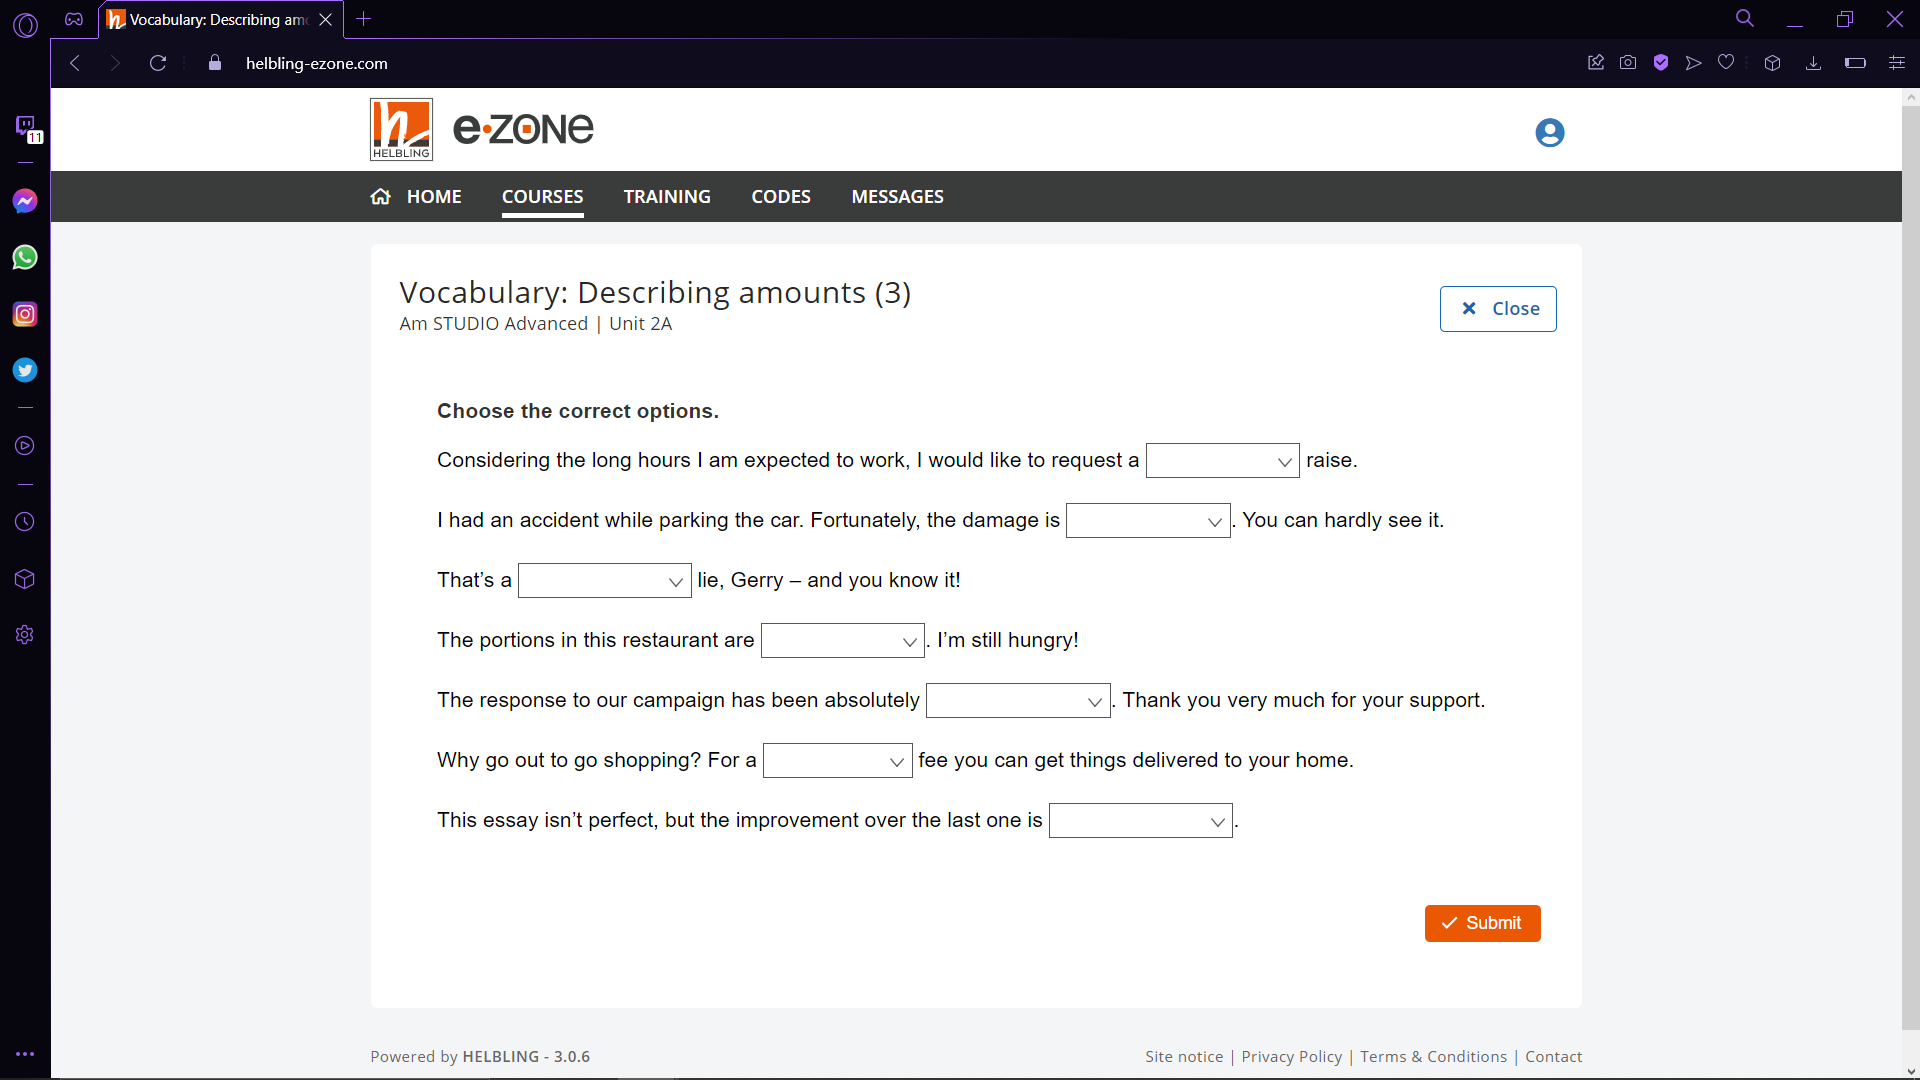 Vocabulary: Describing am
helbling-ezone.com
11
HELBLING
e·ZONe
HOME
COURSES
TRAINING
CODES
MESSAGES
Vocabulary: Describing amounts (3)
Am STUDIO Advanced | Unit 2A
Close
Choose the correct options.
Considering the long hours I am expected to work, I would like to request a raise.
I had an accident while parking the car. Fortunately, the damage is . You can hardly see it.
That’s a lie, Gerry – and you know it!
The portions in this restaurant are . I’m still hungry!
The response to our campaign has been absolutely . Thank you very much for your support.
Why go out to go shopping? For a fee you can get things delivered to your home.
This essay isn’t perfect, but the improvement over the last one is .
Submit
Powered by HELBLING - 3.0.6
Site notice | Privacy Policy | Terms & Conditions | Contact